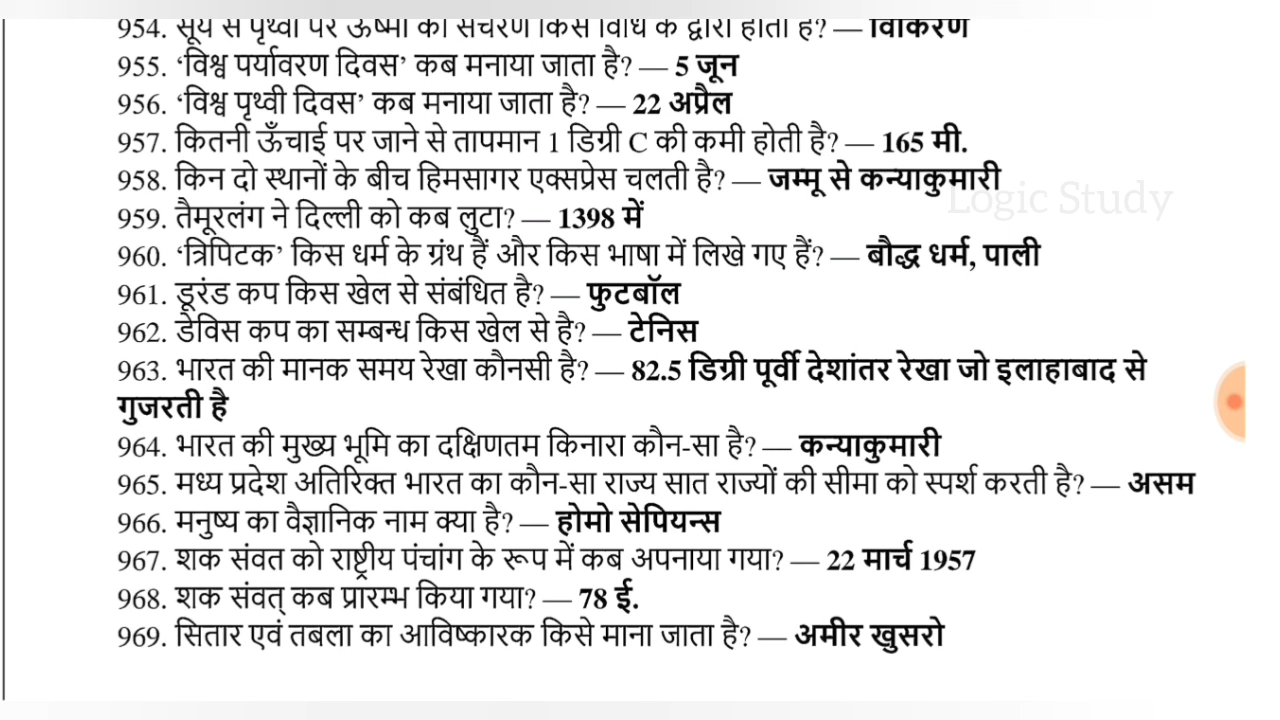 954. सूर्य से पृथ्वी पर ऊष्मा का संचरण किस विधि के द्वारा होता है? — विकिरण
955. ‘विश्व पर्यावरण दिवस’ कब मनाया जाता है? — 5 जून
956. ‘विश्व पृथ्वी दिवस’ कब मनाया जाता है? — 22 अप्रैल
957. कितनी ऊँचाई पर जाने से तापमान 1 डिग्री C की कमी होती है? — 165 मी.
958. किन दो स्थानों के बीच हिमसागर एक्सप्रेस चलती है? — जम्मू से कन्याकुमारी
Logic Study
959. तैमूरलंग ने दिल्ली को कब लुटा? — 1398 में
960. ‘त्रिपिटक’ किस धर्म के ग्रंथ हैं और किस भाषा में लिखे गए हैं? — बौद्ध धर्म, पाली
961. डूरंड कप किस खेल से संबंधित है? — फुटबॉल
962. डेविस कप का सम्बन्ध किस खेल से है? — टेनिस
963. भारत की मानक समय रेखा कौनसी है? — 82.5 डिग्री पूर्वी देशांतर रेखा जो इलाहाबाद से
गुजरती है
964. भारत की मुख्य भूमि का दक्षिणतम किनारा कौन-सा है? — कन्याकुमारी
965. मध्य प्रदेश अतिरिक्त भारत का कौन-सा राज्य सात राज्यों की सीमा को स्पर्श करती है? — असम
966. मनुष्य का वैज्ञानिक नाम क्या है? — होमो सेपियन्स
967. शक संवत को राष्ट्रीय पंचांग के रूप में कब अपनाया गया? — 22 मार्च 1957
968. शक संवत् कब प्रारम्भ किया गया? — 78 ई.
969. सितार एवं तबला का आविष्कारक किसे माना जाता है? — अमीर खुसरो